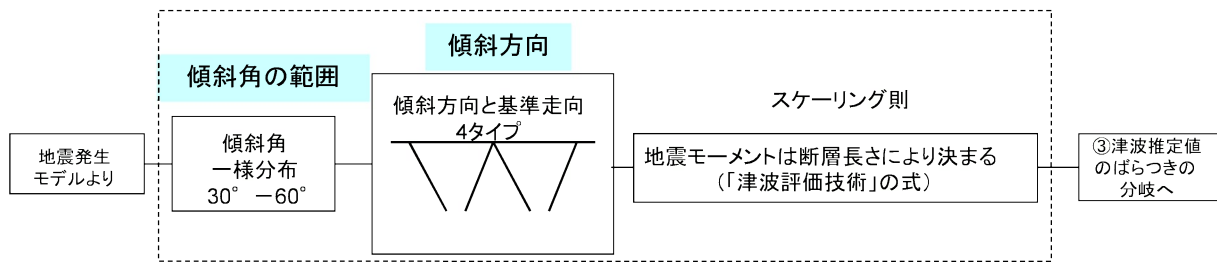 傾斜方向
傾斜角の範囲
スケーリング則
地震発生
モデルより
傾斜角
一様分布
30° －60°
傾斜方向と基準走向
4タイプ
地震モーメントは断層長さにより決まる
（「津波評価技術」の式）
③津波推定値
のばらつきの
分岐へ